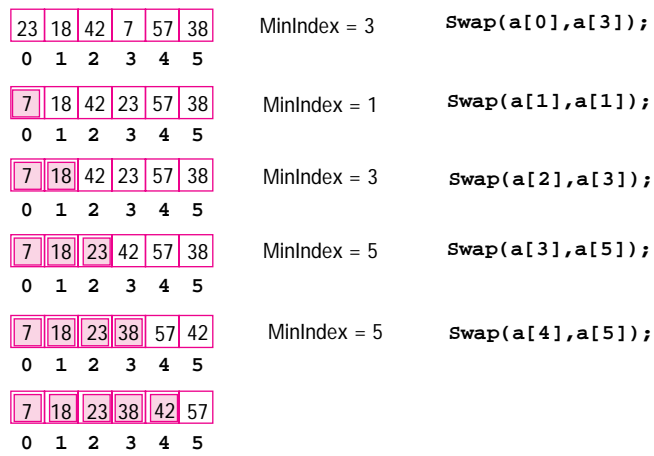 23 18 42 7 57 38 MinIndex = 3 Swap(a[0],a[3]);
0 1 2 3 4 5
7 18 42 23 57 38 MinIndex = 1 Swap(a[1],a[1]);
0 1 2 3 4 5
7 18 42 23 57 38 MinIndex = 3 Swap(a[2],a[3]);
0 1 2 3 4 5
7 18 23 42 57 38 MinIndex = 5 Swap(a[3],a[5]);
0 1 2 3 4 5
7 18 23 38 57 42 MinIndex = 5 Swap(a[4],a[5]);
0 1 2 3 4 5
7 18 23 38 42 57
0 1 2 3 4 5